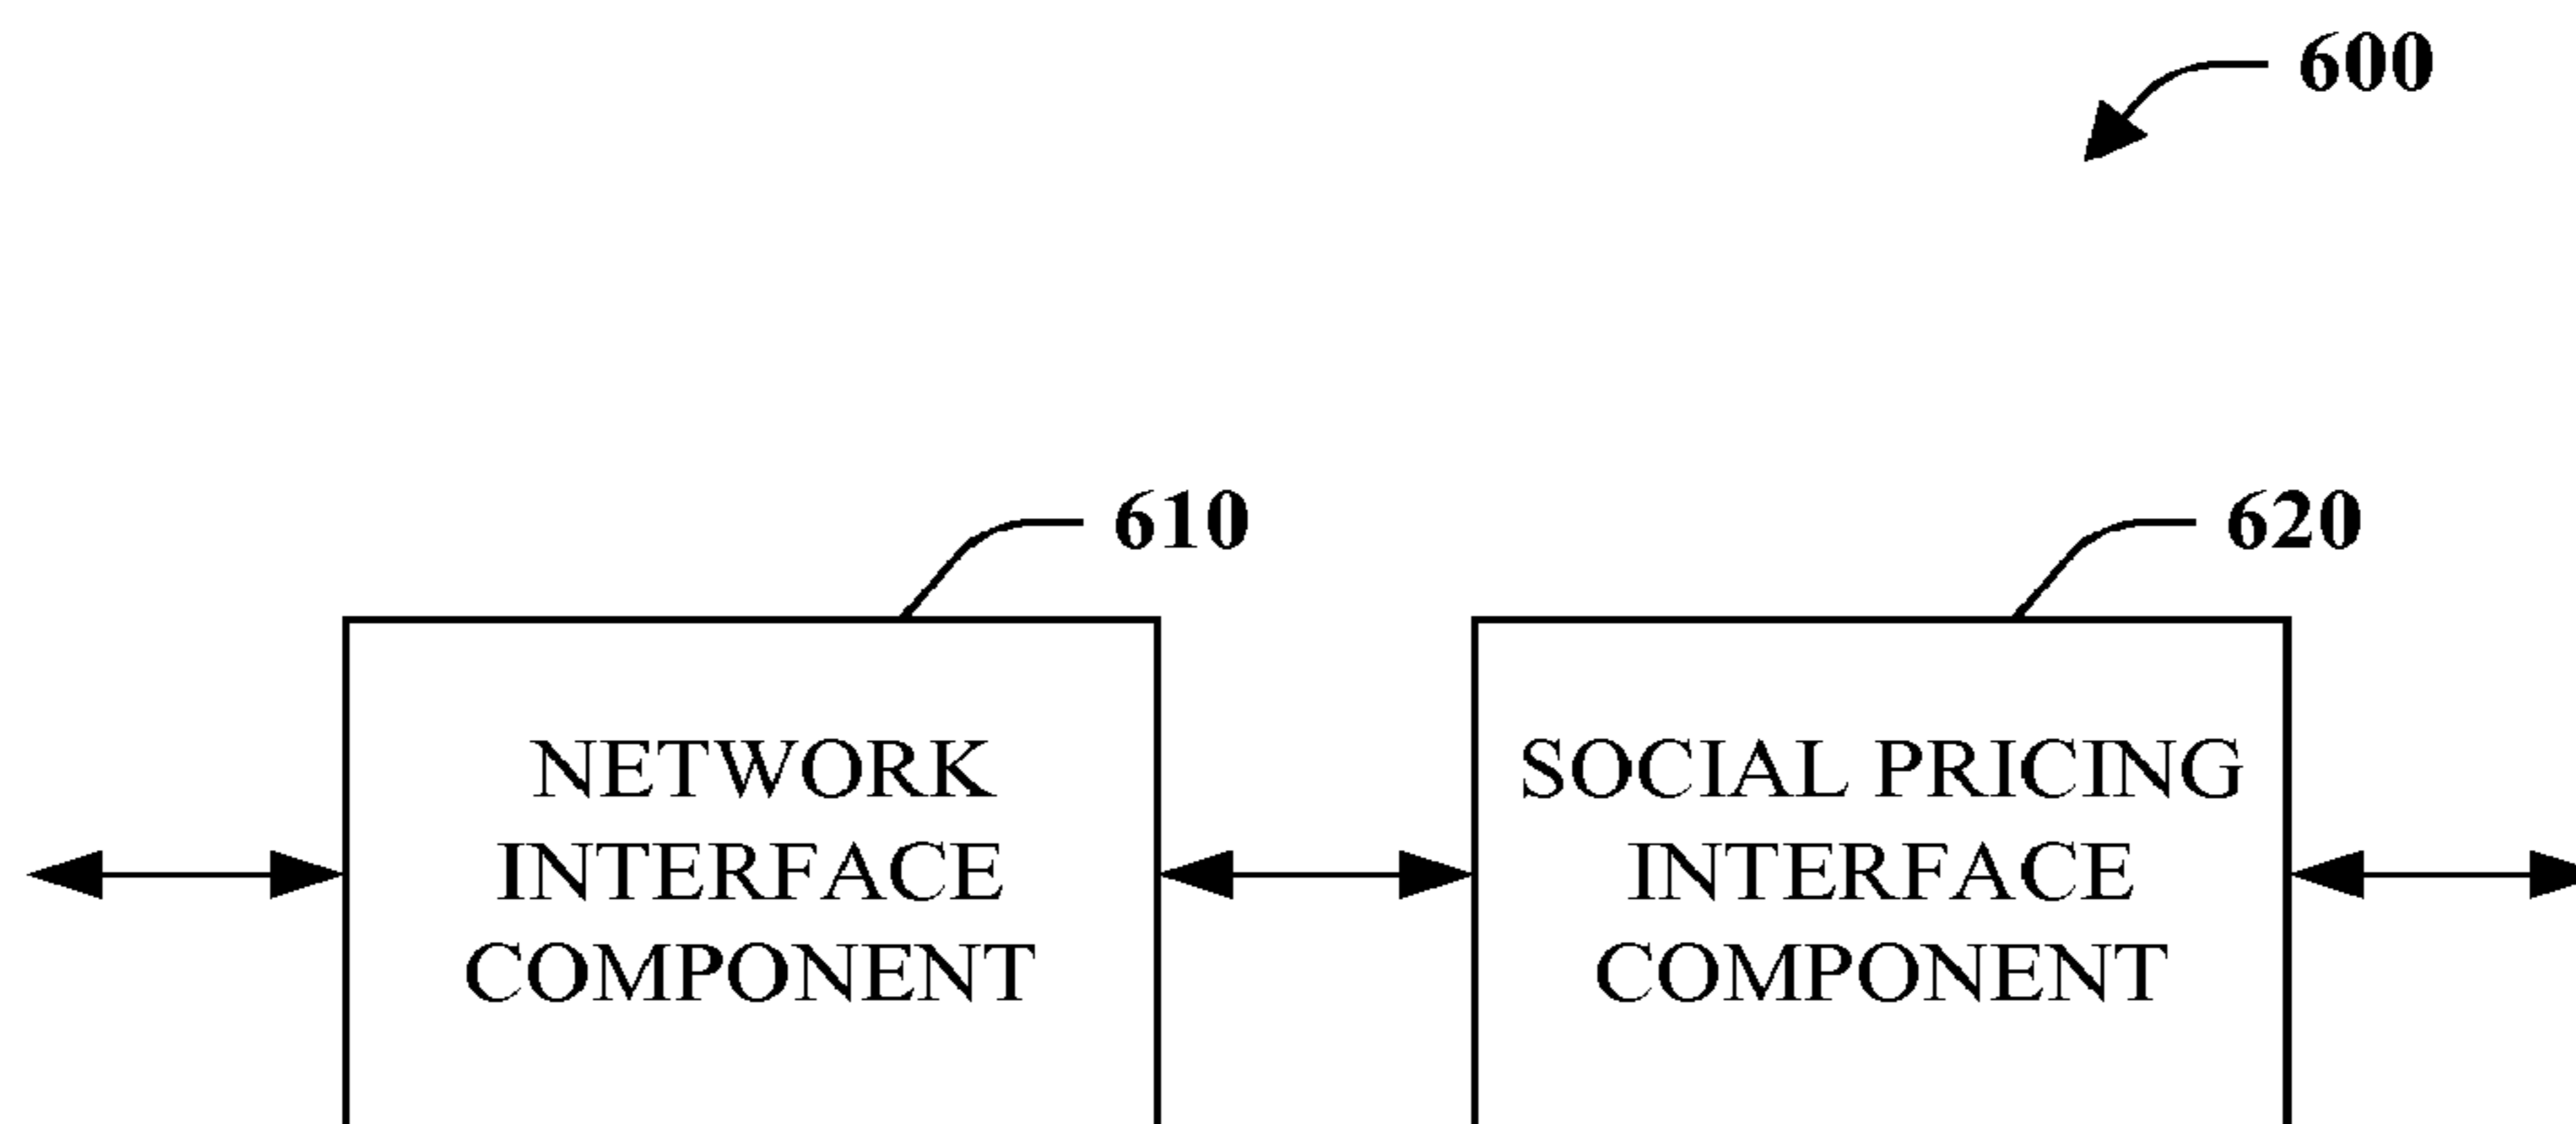 600
610
620
NETWORK
INTERFACE
COMPONENT
SOCIAL PRICING
INTERFACE
COMPONENT